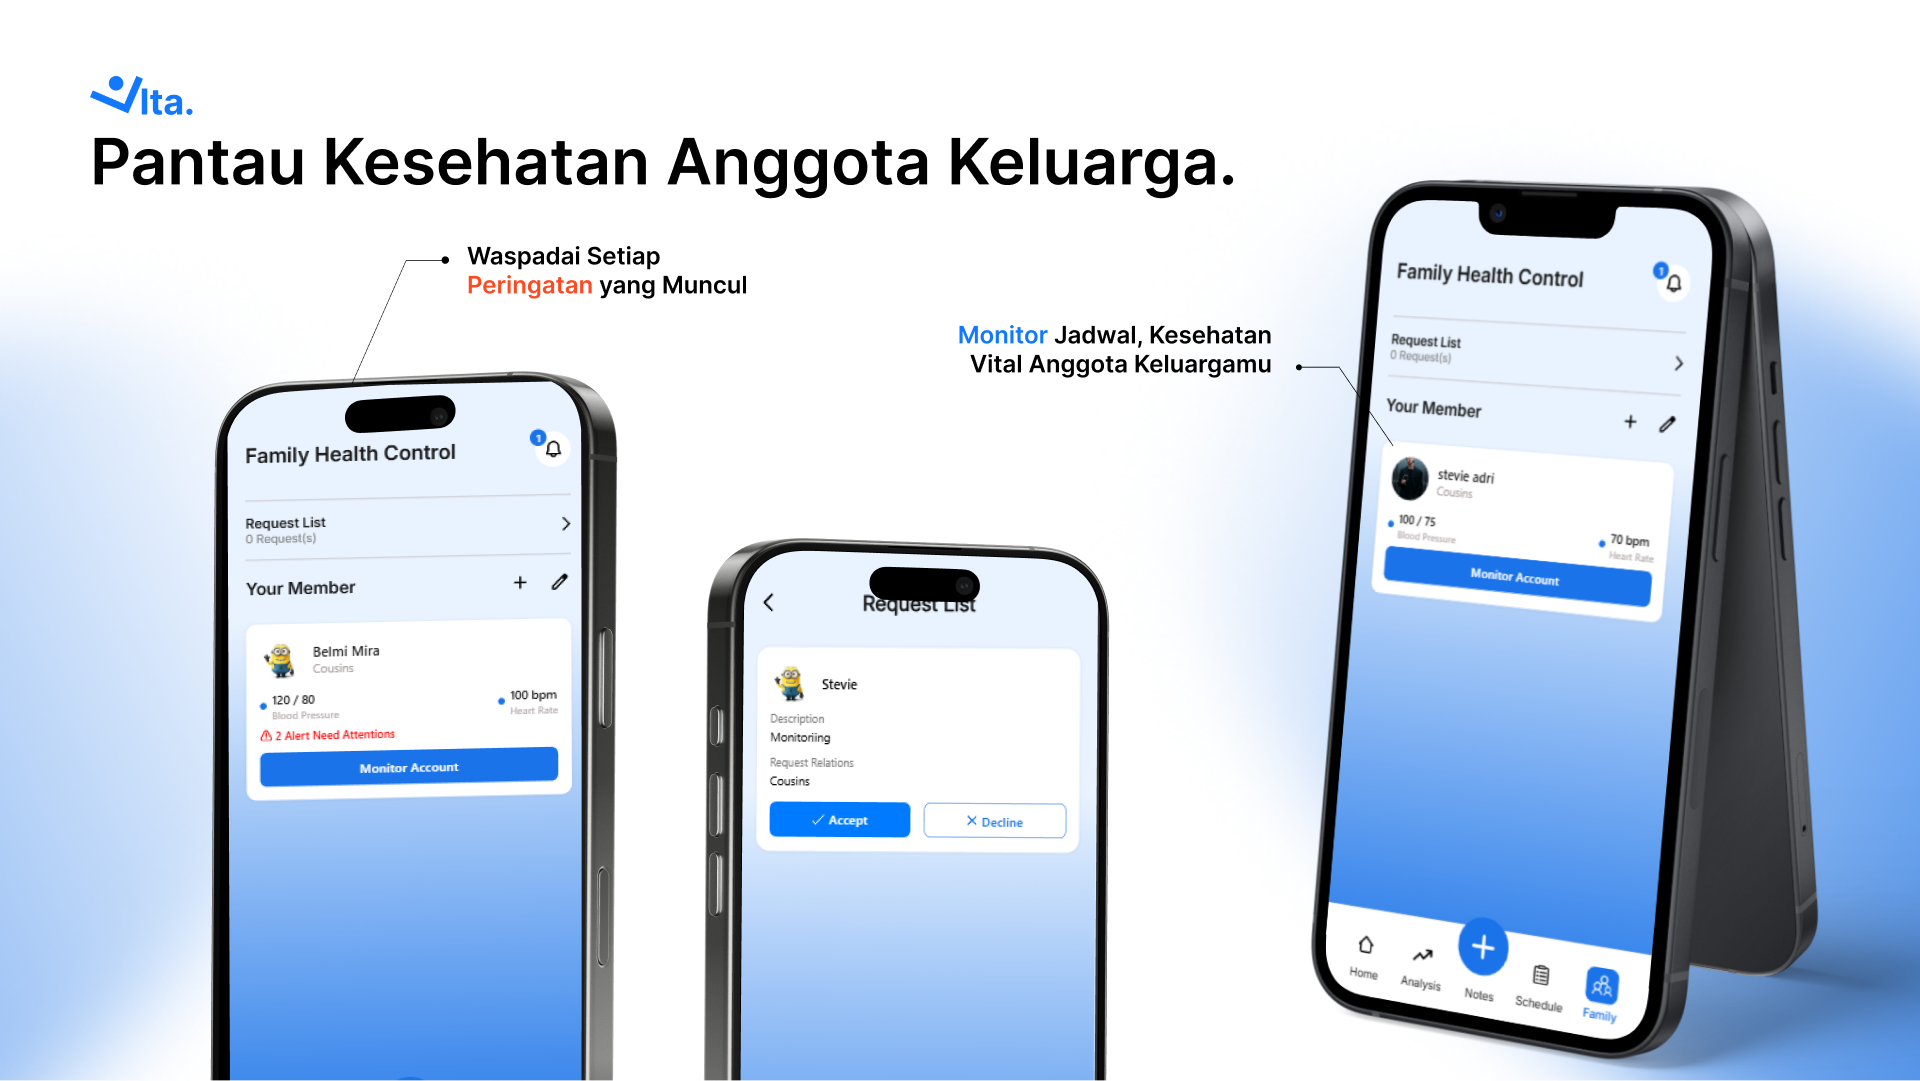 Vita.
Pantau Kesehatan Anggota Keluarga.
Waspadai Setiap
Peringatan yang Muncul
Monitor Jadwal, Kesehatan
Vital Anggota Keluargamu
Family Health Control
1
Request List
0 Request(s)
Your Member
Belmi Mira
Cousins
120 / 80
Blood Pressure
100 bpm
Heart Rate
2 Alert Need Attentions
Monitor Account
Request List
Stevie
Description
Monitoriing
Request Relations
Cousins
Accept
Decline
Family Health Control
1
Request List
0 Request(s)
Your Member
stevie adri
Cousins
100 / 75
Blood Pressure
70 bpm
Heart Rate
Monitor Account
Home
Analysis
Notes
Schedule
Family